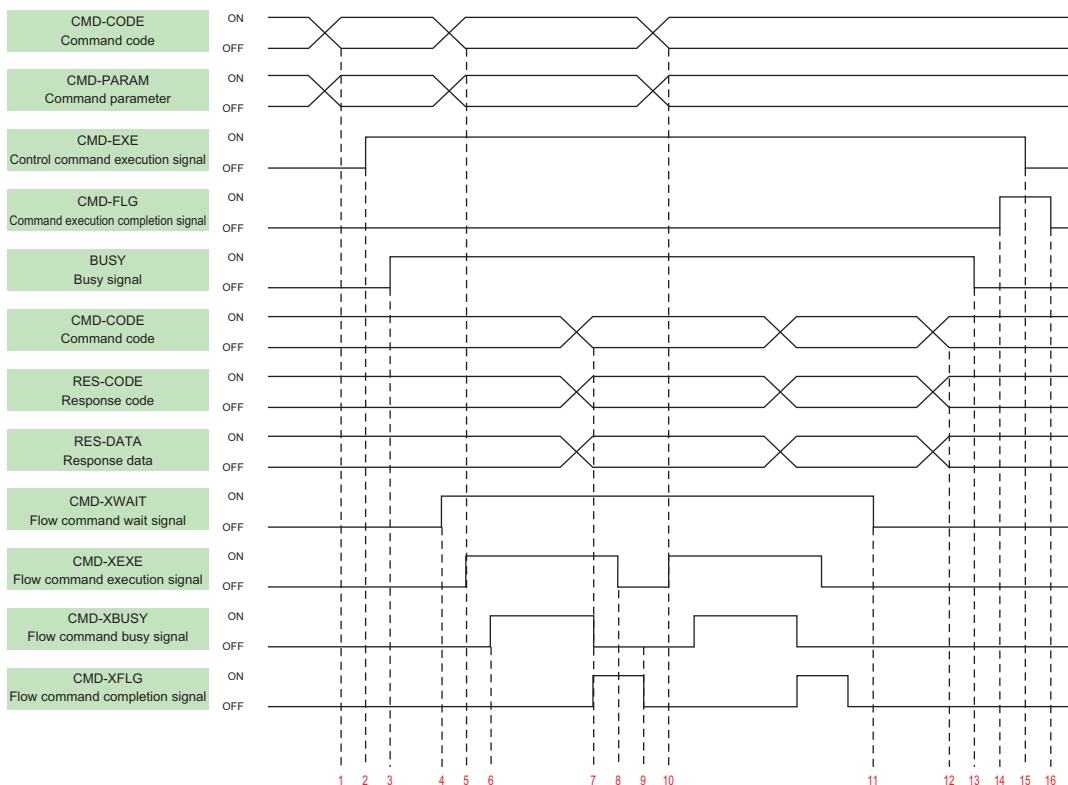 CMD-CODE
Command code
ON
OFF
CMD-PARAM
Command parameter
ON
OFF
CMD-EXE
Control command execution signal
ON
OFF
CMD-FLG
Command execution completion signal
ON
OFF
BUSY
Busy signal
ON
OFF
CMD-CODE
Command code
ON
OFF
RES-CODE
Response code
ON
OFF
RES-DATA
Response data
ON
OFF
CMD-XWAIT
Flow command wait signal
ON
OFF
CMD-XEXE
Flow command execution signal
ON
OFF
CMD-XBUSY
Flow command busy signal
ON
OFF
CMD-XFLG
Flow command completion signal
ON
OFF
1 2 3 4 5 6 7 8 9 10 11 12 13 14 15 16